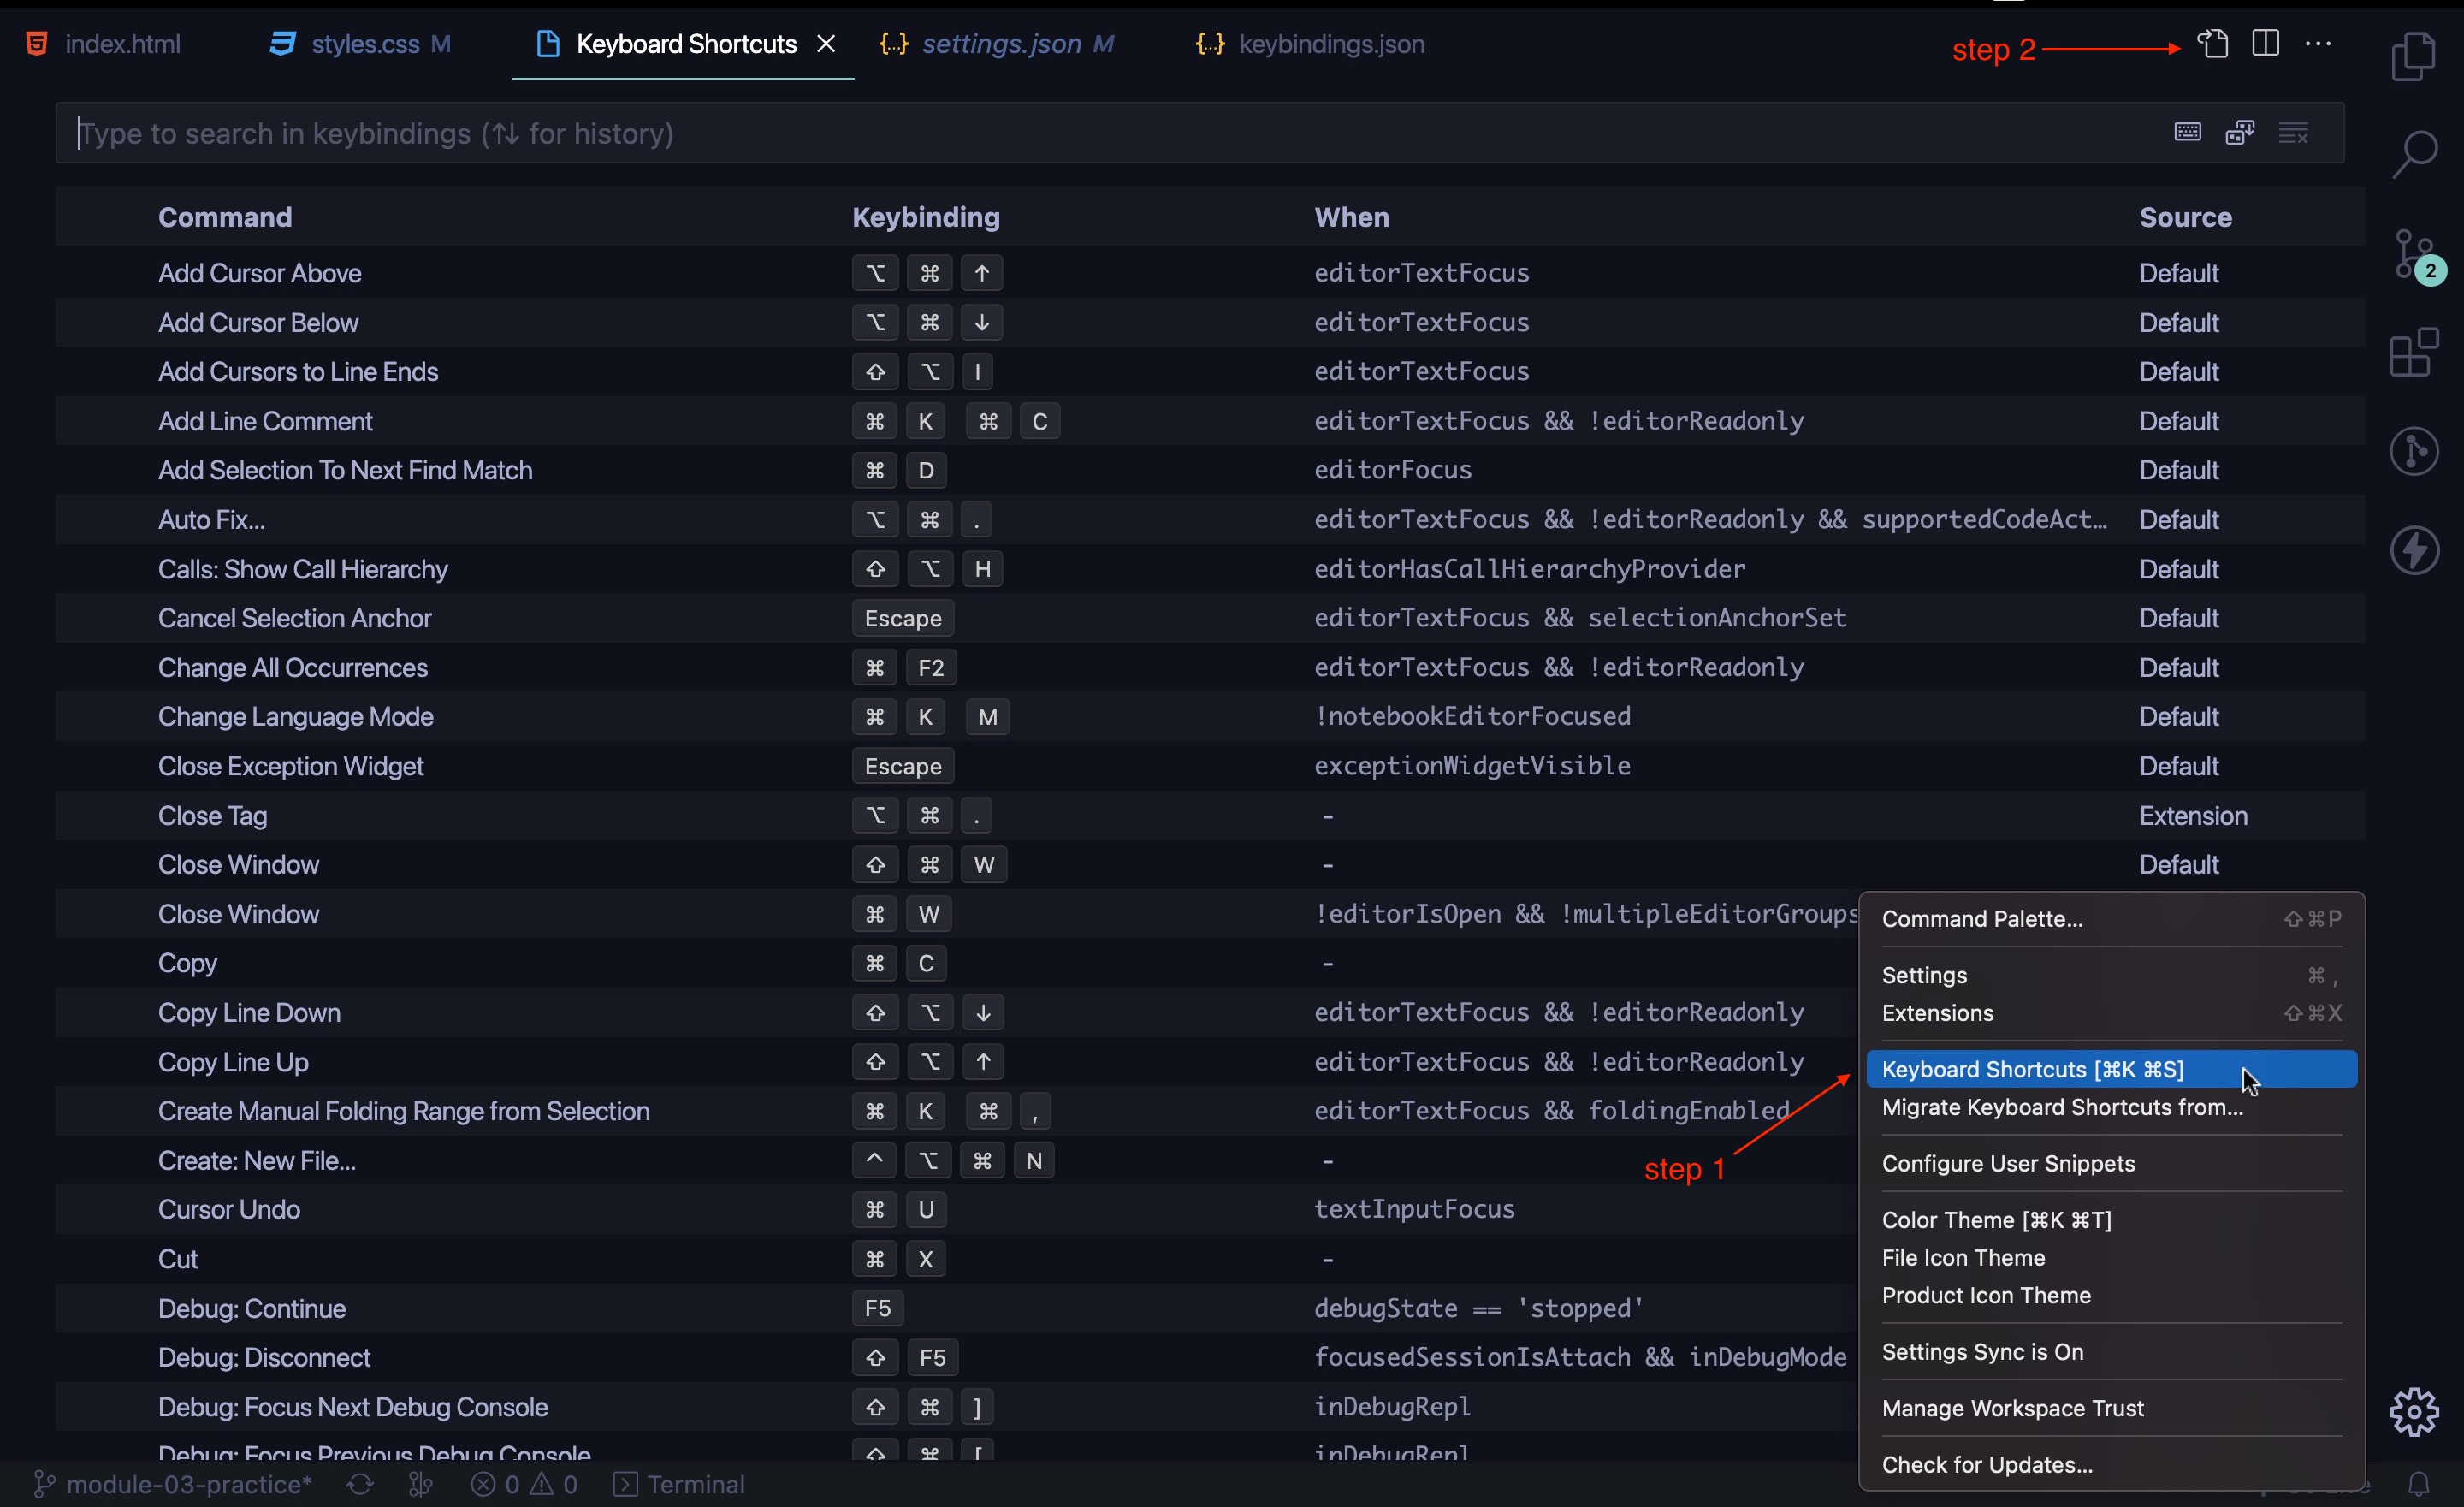 index.html
styles.css M
Keyboard Shortcuts
settings.json M
keybindings.json
step 2
Type to search in keybindings (⇅ for history)
Command Keybinding When Source
Add Cursor Above ⌥ ⌘ ↑ editorTextFocus Default
Add Cursor Below ⌥ ⌘ ↓ editorTextFocus Default
Add Cursors to Line Ends ⇧ ⌥ I editorTextFocus Default
Add Line Comment ⌘ K ⌘ C editorTextFocus && !editorReadonly Default
Add Selection To Next Find Match ⌘ D editorFocus Default
Auto Fix... ⌥ ⌘ . editorTextFocus && !editorReadonly && supportedCodeAct… Default
Calls: Show Call Hierarchy ⇧ ⌥ H editorHasCallHierarchyProvider Default
Cancel Selection Anchor Escape editorTextFocus && selectionAnchorSet Default
Change All Occurrences ⌘ F2 editorTextFocus && !editorReadonly Default
Change Language Mode ⌘ K M !notebookEditorFocused Default
Close Exception Widget Escape exceptionWidgetVisible Default
Close Tag ⌥ ⌘ . - Extension
Close Window ⇧ ⌘ W - Default
Close Window ⌘ W !editorIsOpen && !multipleEditorGroups
Copy ⌘ C -
Copy Line Down ⇧ ⌥ ↓ editorTextFocus && !editorReadonly
Copy Line Up ⇧ ⌥ ↑ editorTextFocus && !editorReadonly
Create Manual Folding Range from Selection ⌘ K ⌘ , editorTextFocus && foldingEnabled
Create: New File... ^ ⌥ ⌘ N -
Cursor Undo ⌘ U textInputFocus
Cut ⌘ X -
Debug: Continue F5 debugState == 'stopped'
Debug: Disconnect ⇧ F5 focusedSessionIsAttach && inDebugMode
Debug: Focus Next Debug Console ⇧ ⌘ ] inDebugRepl
Debug: Focus Previous Debug Console ⇧ ⌘ [ inDebugRepl
step 1
Command Palette... ⇧⌘P
Settings ⌘,
Extensions ⇧⌘X
Keyboard Shortcuts [⌘K ⌘S]
Migrate Keyboard Shortcuts from...
Configure User Snippets
Color Theme [⌘K ⌘T]
File Icon Theme
Product Icon Theme
Settings Sync is On
Manage Workspace Trust
Check for Updates...
2
module-03-practice* 0 0 Terminal